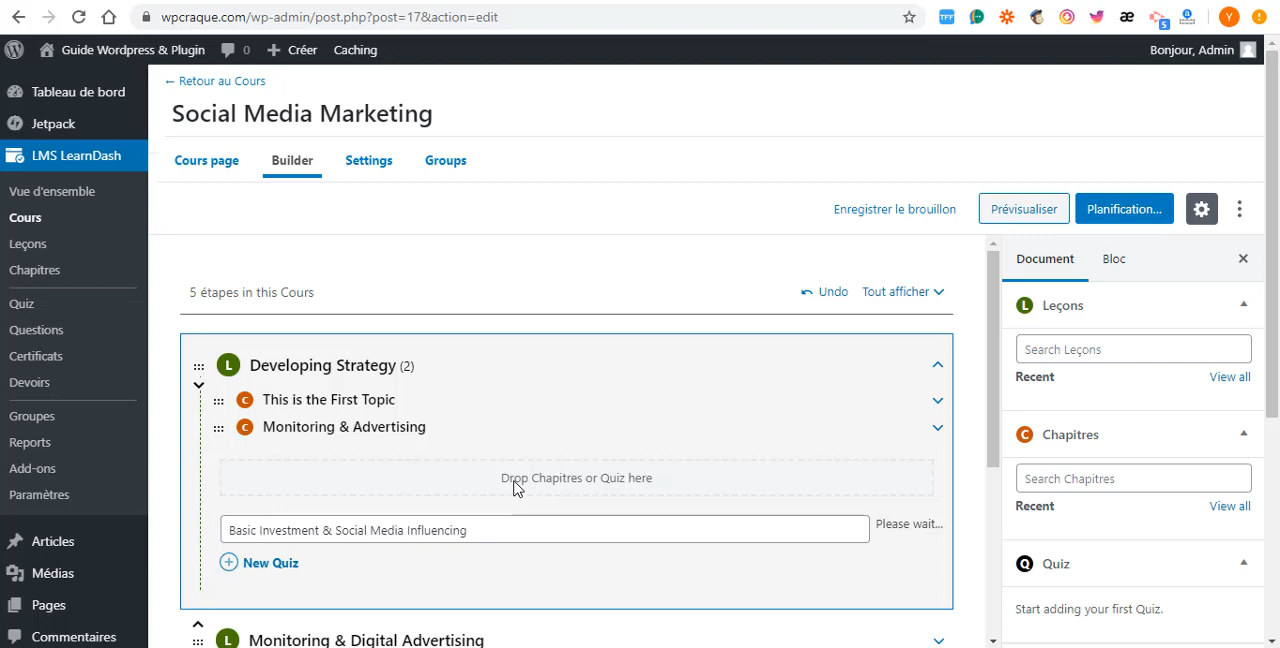 wpcraque.com/wp-admin/post.php?post=17&action=edit
TFF
æ
5
Y
Guide Wordpress & Plugin
0
Créer
Caching
Bonjour, Admin
Tableau de bord
Jetpack
LMS LearnDash
Vue d'ensemble
Cours
Leçons
Chapitres
Quiz
Questions
Certificats
Devoirs
Groupes
Reports
Add-ons
Paramètres
Articles
Médias
Pages
Commentaires
← Retour au Cours
Social Media Marketing
Cours page
Builder
Settings
Groups
Enregistrer le brouillon
Prévisualiser
Planification...
5 étapes in this Cours
Undo
Tout afficher
L Developing Strategy (2)
C This is the First Topic
C Monitoring & Advertising
Drop Chapitres or Quiz here
Basic Investment & Social Media Influencing
Please wait...
New Quiz
L Monitoring & Digital Advertising
Document
Bloc
L Leçons
Search Leçons
Recent
View all
C Chapitres
Search Chapitres
Recent
View all
Q Quiz
Start adding your first Quiz.